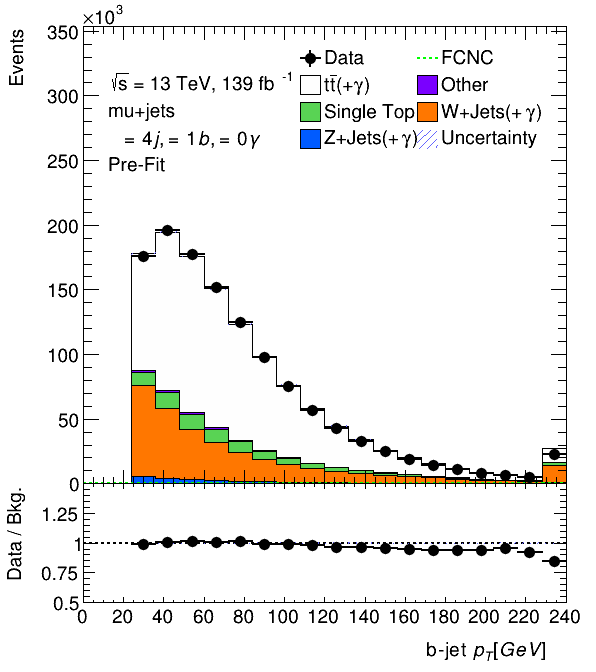 ×10³
Events
350
300
250
200
150
100
50
0
√s = 13 TeV, 139 fb⁻¹
mu+jets
= 4j, = 1b, = 0γ
Pre-Fit
Data
FCNC
tt̄(+γ)
Other
Single Top
W+Jets(+γ)
Z+Jets(+γ)
Uncertainty
Data / Bkg.
1.25
1
0.75
0.5
0 20 40 60 80 100 120 140 160 180 200 220 240
b-jet p_T[GeV]